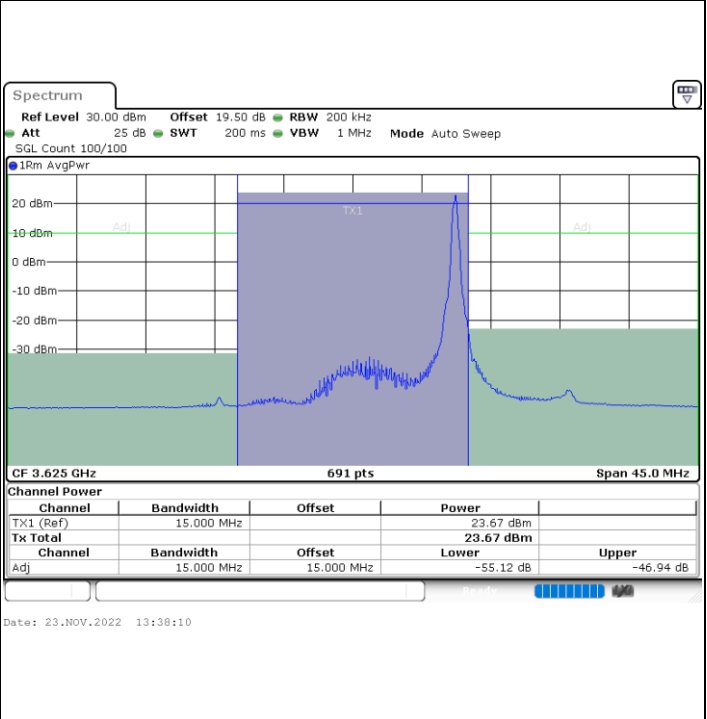 Spectrum
Ref Level 30.00 dBm Offset 19.50 dB RBW 200 kHz
Att 25 dB SWT 200 ms VBW 1 MHz Mode Auto Sweep
SGL Count 100/100
1Rm AvgPwr
20 dBm
TX1
Adj
Adj
10 dBm
0 dBm
-10 dBm
-20 dBm
-30 dBm
CF 3.625 GHz 691 pts Span 45.0 MHz
Channel Power
Channel Bandwidth Offset Power
TX1 (Ref) 15.000 MHz 23.67 dBm
Tx Total 23.67 dBm
Channel Bandwidth Offset Lower Upper
Adj 15.000 MHz 15.000 MHz -55.12 dB -46.94 dB
Ready
Date: 23.NOV.2022 13:38:10